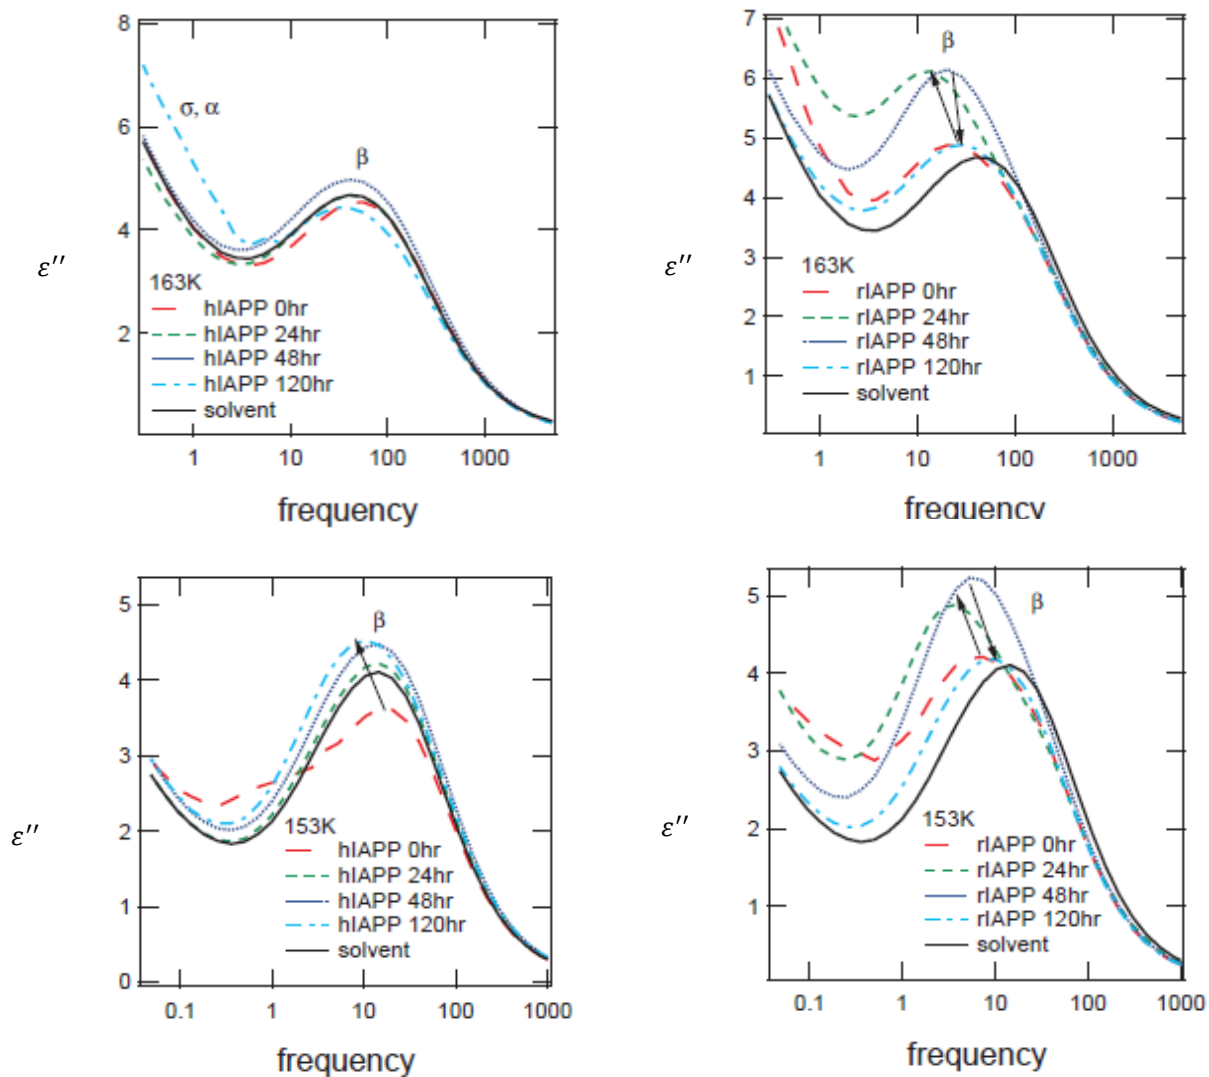 8
6
4
2
σ, α
β
ε′′
163K
hIAPP 0hr
hIAPP 24hr
hIAPP 48hr
hIAPP 120hr
solvent
1
10
100
1000
frequency
7
6
5
4
3
2
1
β
ε′′
163K
rIAPP 0hr
rIAPP 24hr
rIAPP 48hr
rIAPP 120hr
solvent
1
10
100
1000
frequency
5
4
3
2
1
0
β
ε′′
153K
hIAPP 0hr
hIAPP 24hr
hIAPP 48hr
hIAPP 120hr
solvent
0.1
1
10
100
1000
frequency
5
4
3
2
1
β
ε′′
153K
rIAPP 0hr
rIAPP 24hr
rIAPP 48hr
rIAPP 120hr
solvent
0.1
1
10
100
1000
frequency